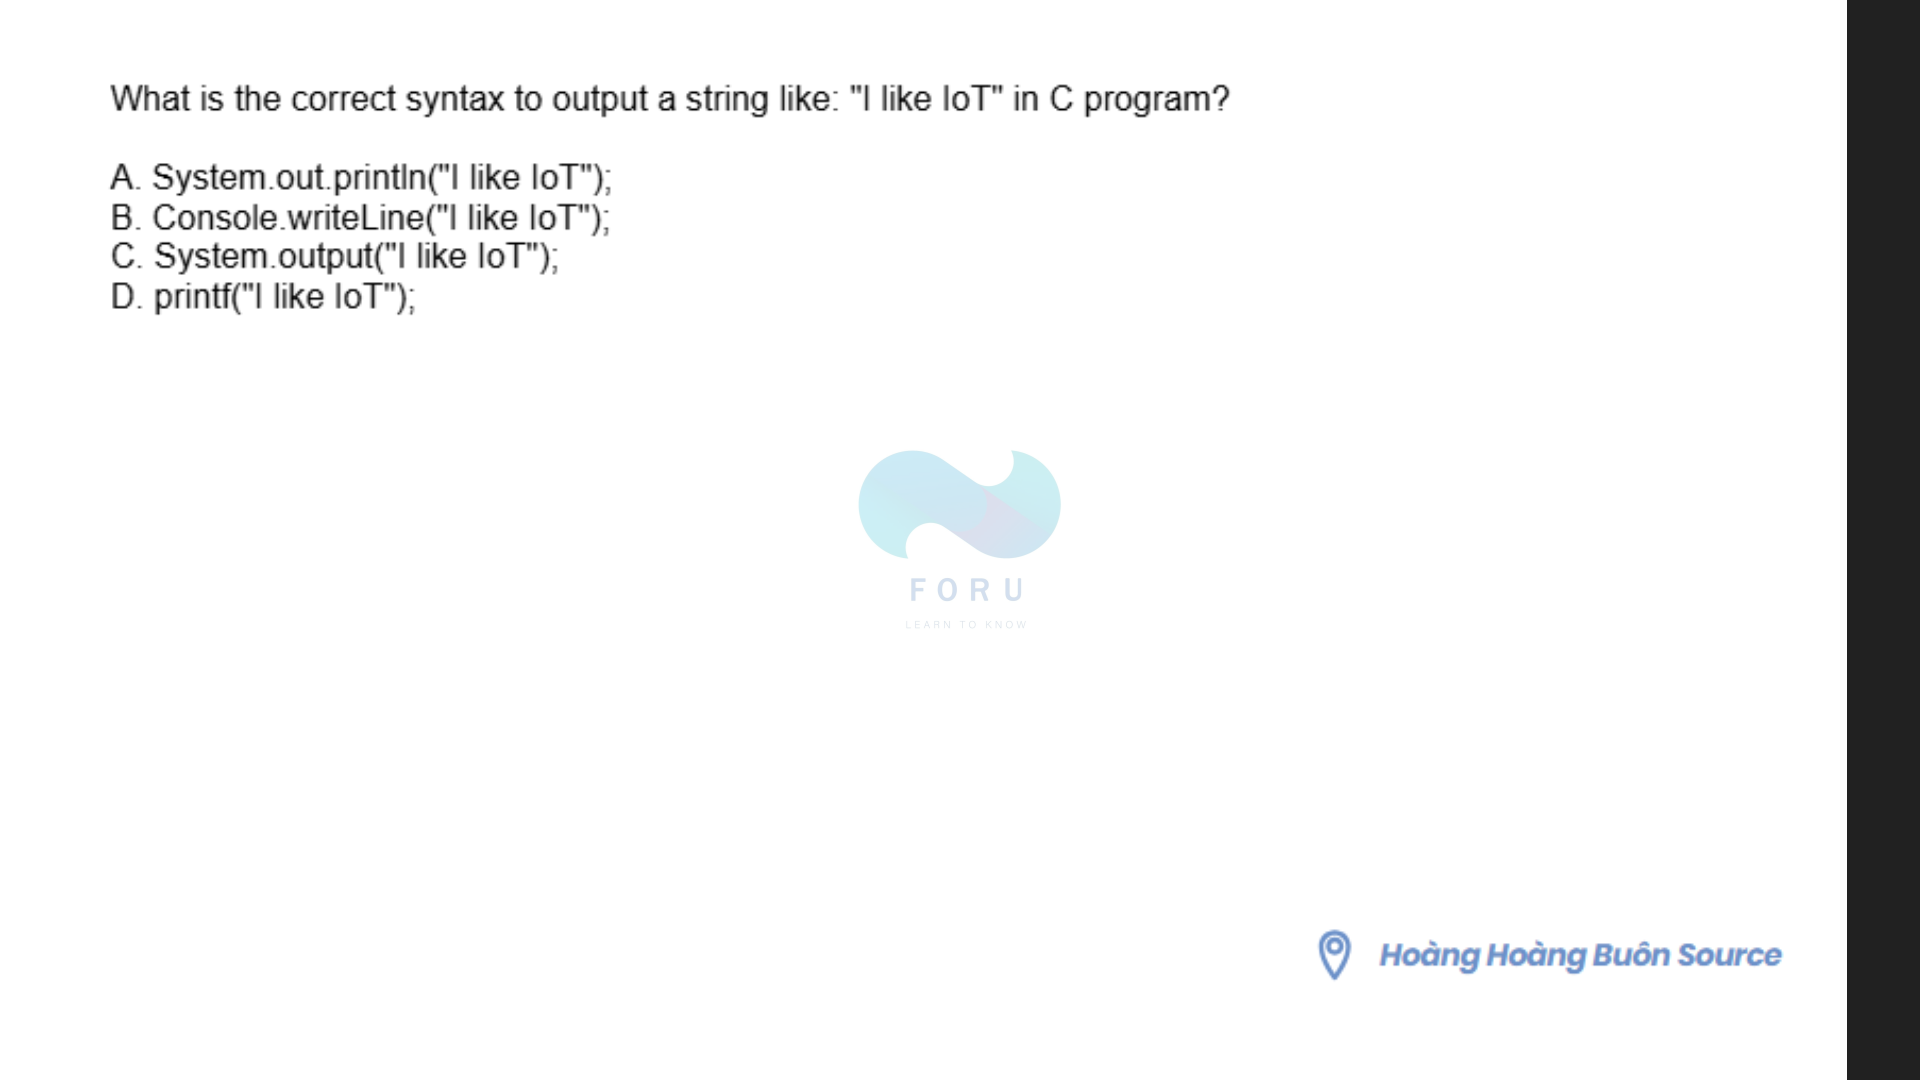 What is the correct syntax to output a string like: "I like IoT" in C program?
A. System.out.println("I like IoT");
B. Console.writeLine("I like IoT");
C. System.output("I like IoT");
D. printf("I like IoT");
FORU
LEARN TO KNOW
Hoàng Hoàng Buôn Source